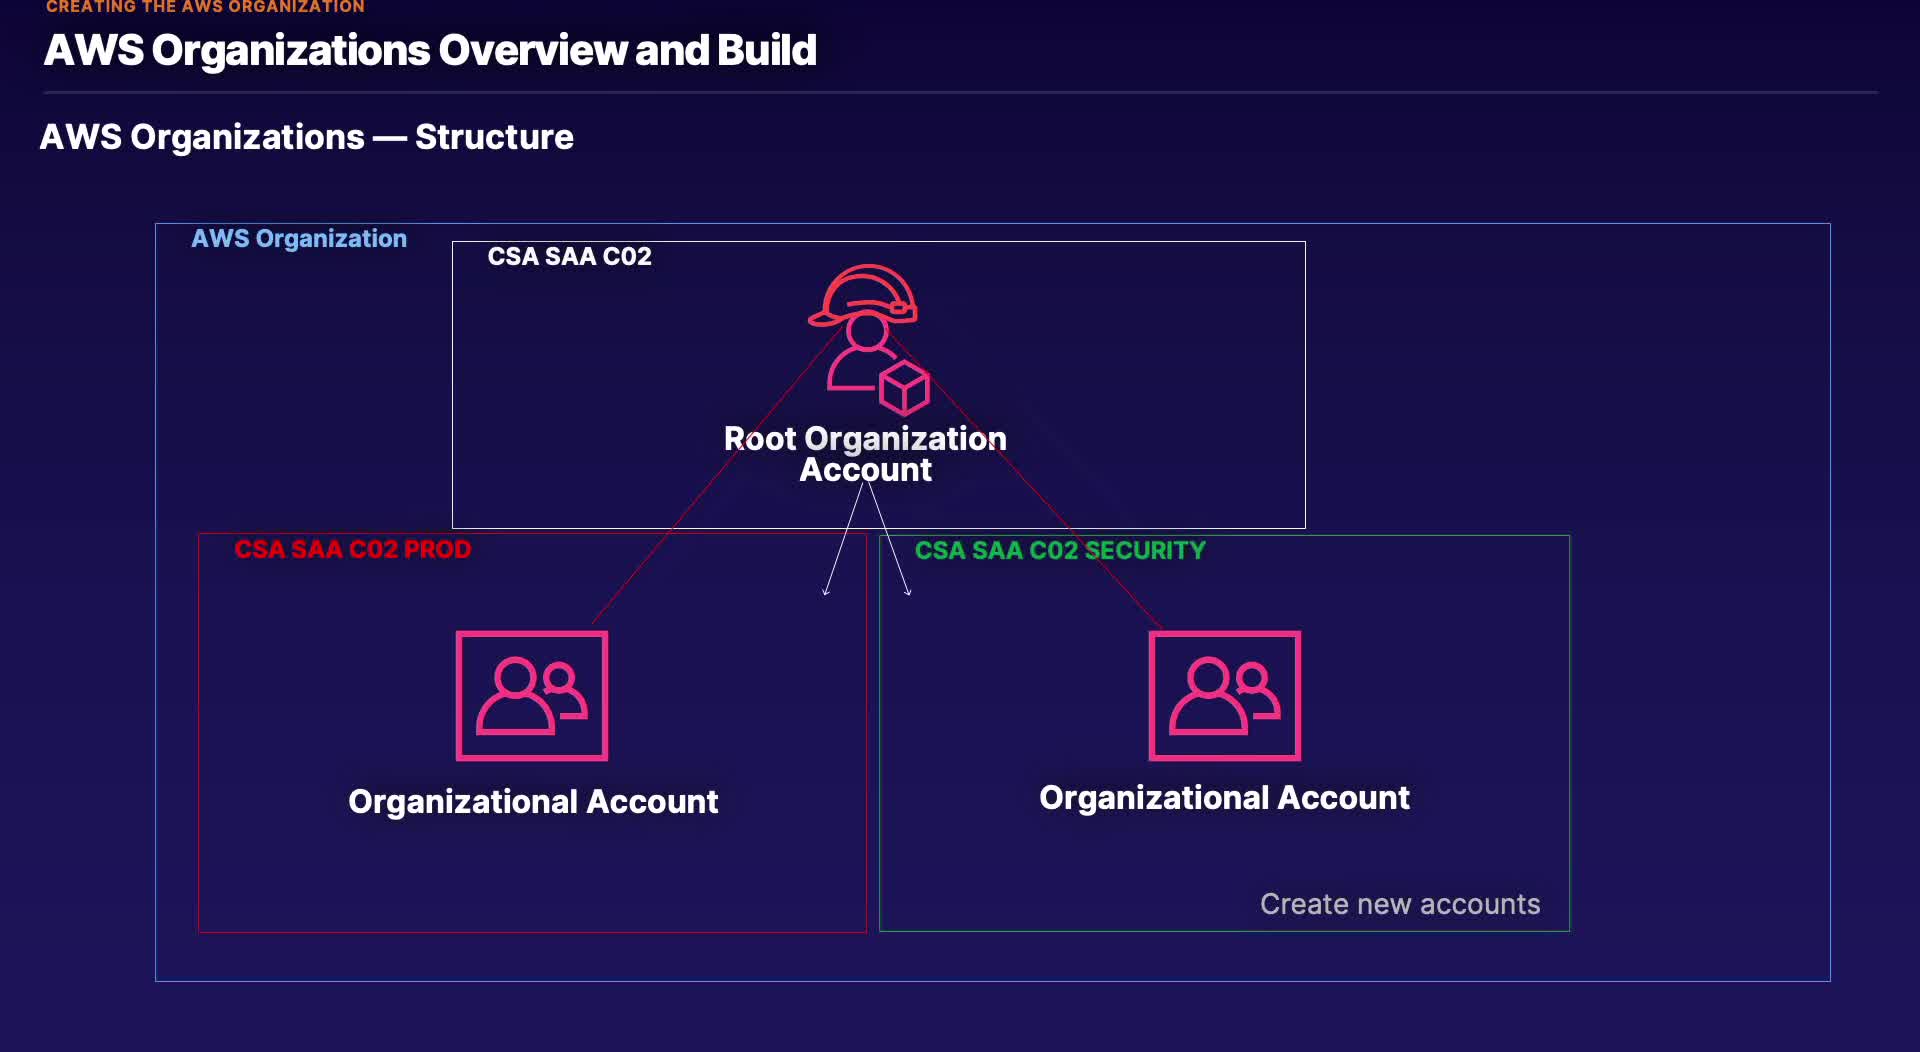 CREATING THE AWS ORGANIZATION
AWS Organizations Overview and Build
AWS Organizations — Structure
AWS Organization
CSA SAA C02
Root Organization
Account
CSA SAA C02 PROD
CSA SAA C02 SECURITY
Organizational Account
Organizational Account
Create new accounts